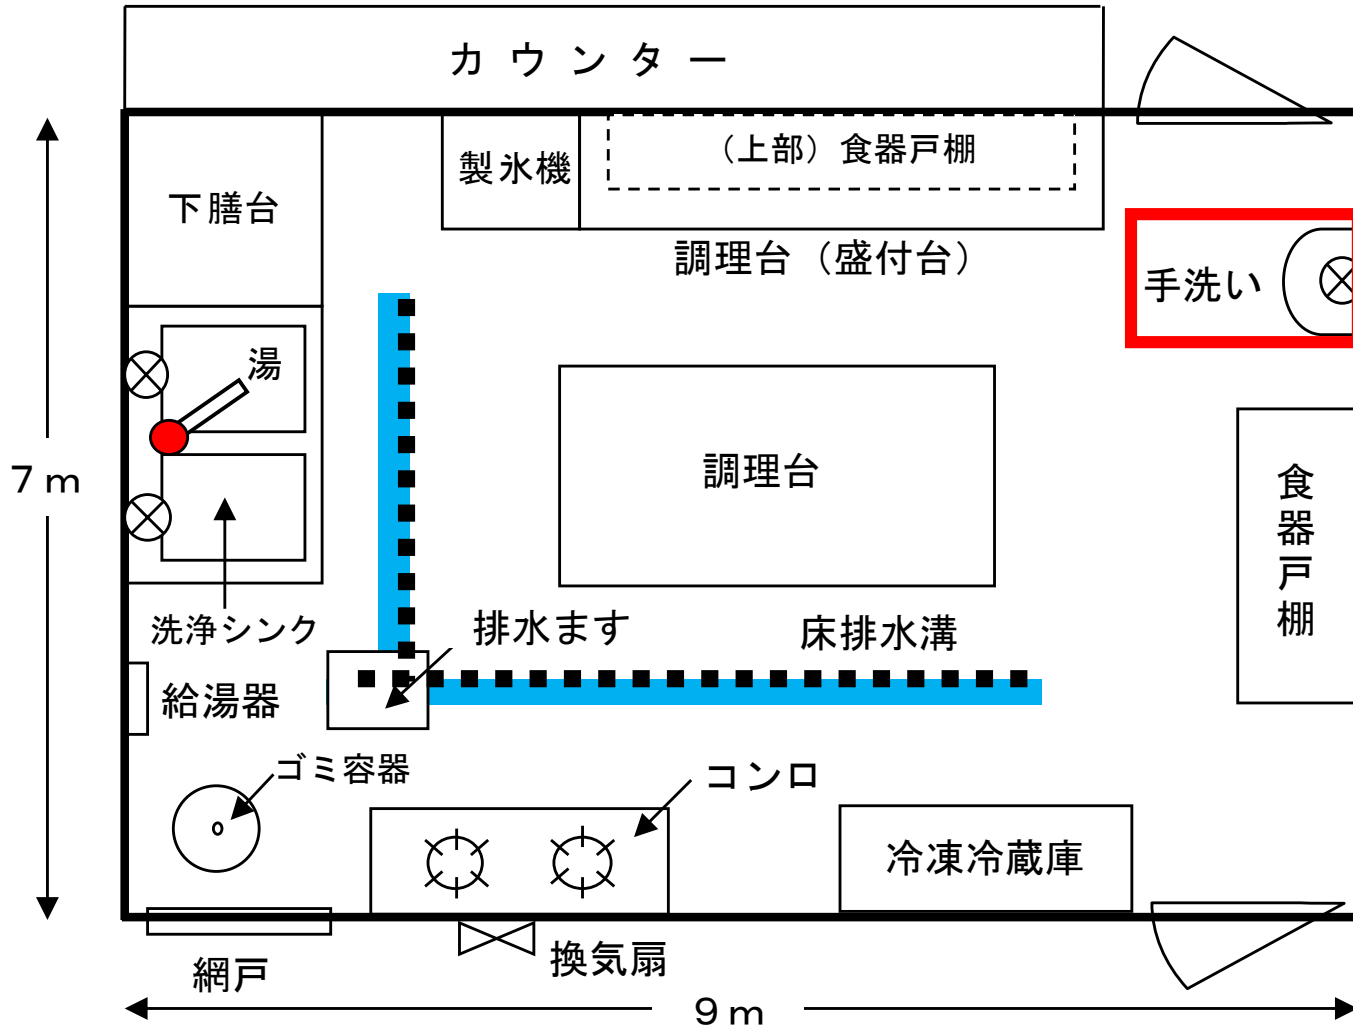 カウンター
（上部）食器戸棚
製氷機
下膳台
調理台（盛付台）
手洗い
湯
調理台
7m
食器戸棚
洗浄シンク
排水ます
床排水溝
給湯器
ゴミ容器
コンロ
冷凍冷蔵庫
換気扇
網戸
9m